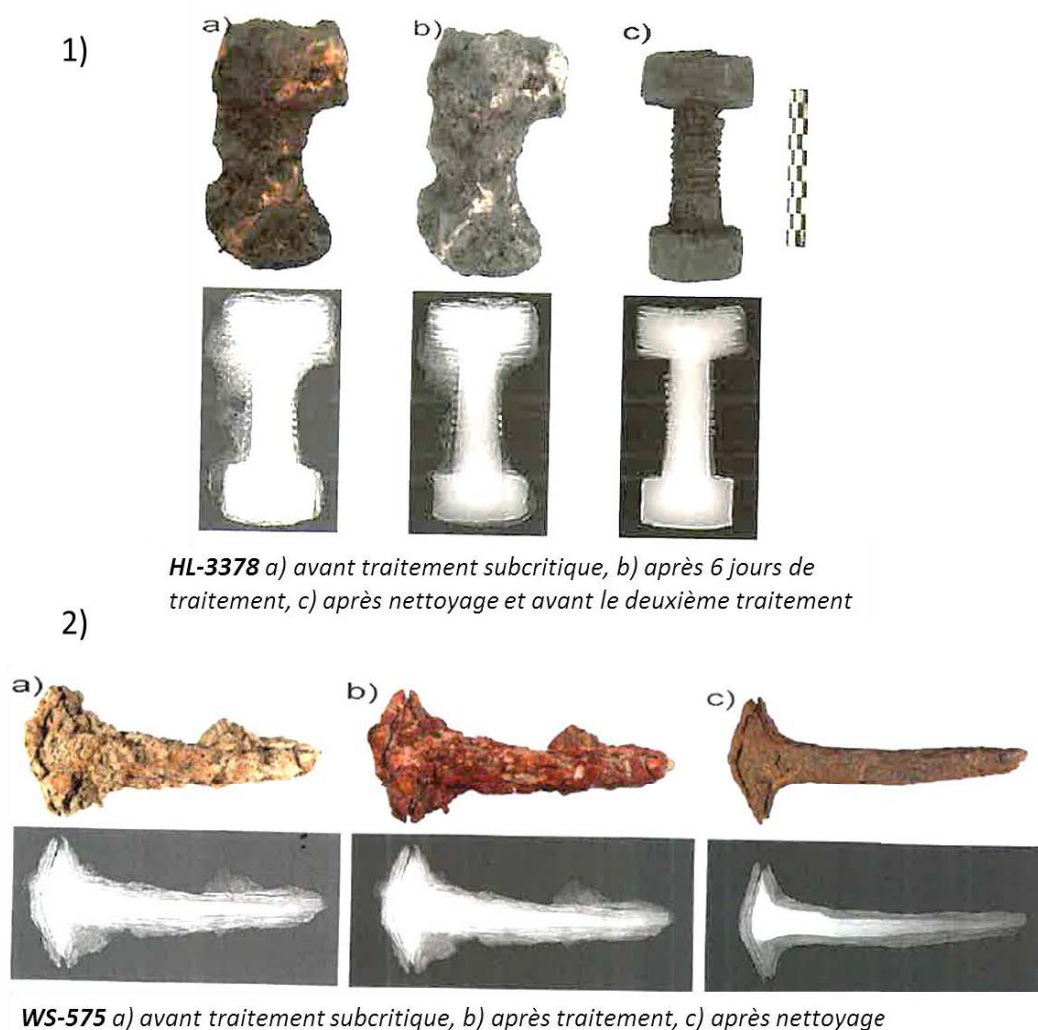 1)
a)
b)
c)
HL-3378 a) avant traitement subcritique, b) après 6 jours de
traitement, c) après nettoyage et avant le deuxième traitement
2)
a)
b)
c)
WS-575 a) avant traitement subcritique, b) après traitement, c) après nettoyage